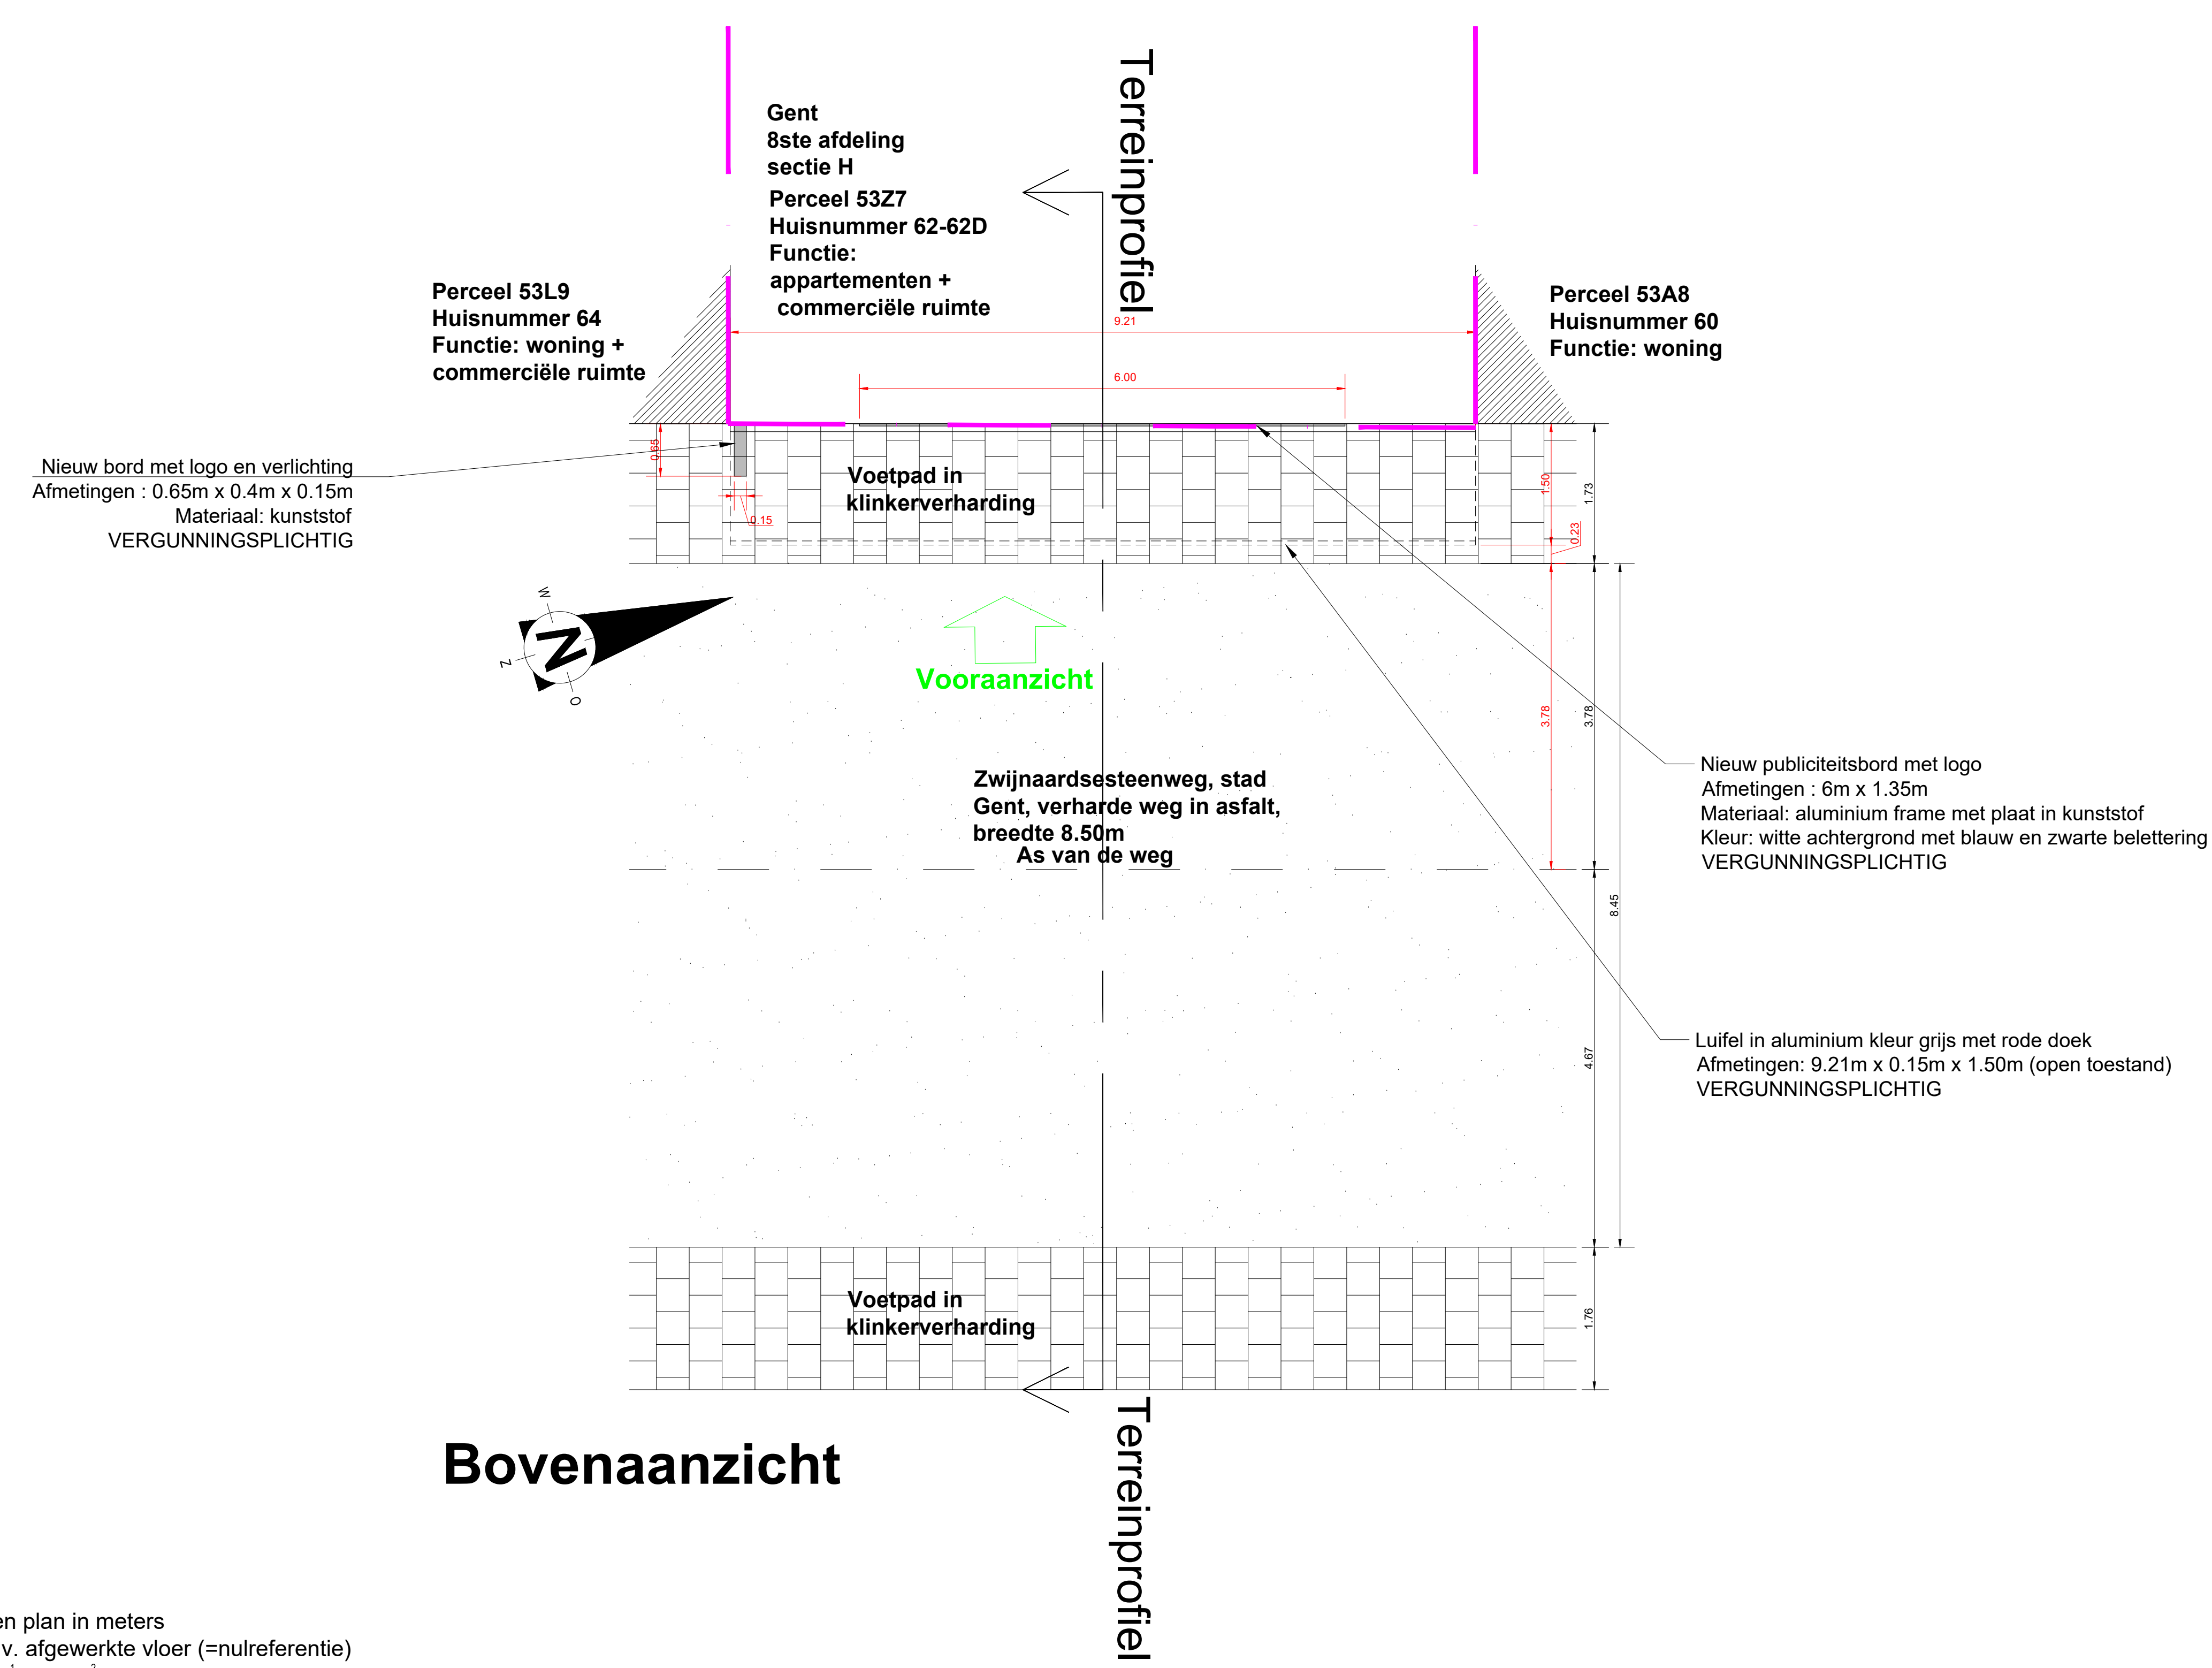 Terreinprofiel
Gent
8ste afdeling
sectie H
Perceel 53Z7
Huisnummer 62-62D
Functie:
appartementen +
commerciële ruimte
Perceel 53L9
Huisnummer 64
Functie: woning +
commerciële ruimte
Perceel 53A8
Huisnummer 60
Functie: woning
9.21
6.00
0.65
0.15
1.50
1.73
0.23
Nieuw bord met logo en verlichting
Afmetingen : 0.65m x 0.4m x 0.15m
Materiaal: kunststof
VERGUNNINGSPLICHTIG
Voetpad in
klinkerverharding
W
N
Z
O
Vooraanzicht
3.78
3.78
Zwijnaardsesteenweg, stad
Gent, verharde weg in asfalt,
breedte 8.50m
As van de weg
Nieuw publiciteitsbord met logo
Afmetingen : 6m x 1.35m
Materiaal: aluminium frame met plaat in kunststof
Kleur: witte achtergrond met blauw en zwarte belettering
VERGUNNINGSPLICHTIG
8.45
4.67
Luifel in aluminium kleur grijs met rode doek
Afmetingen: 9.21m x 0.15m x 1.50m (open toestand)
VERGUNNINGSPLICHTIG
Voetpad in
klinkerverharding
1.76
Terreinprofiel
Bovenaanzicht
en plan in meters
v. afgewerkte vloer (=nulreferentie)
1 2